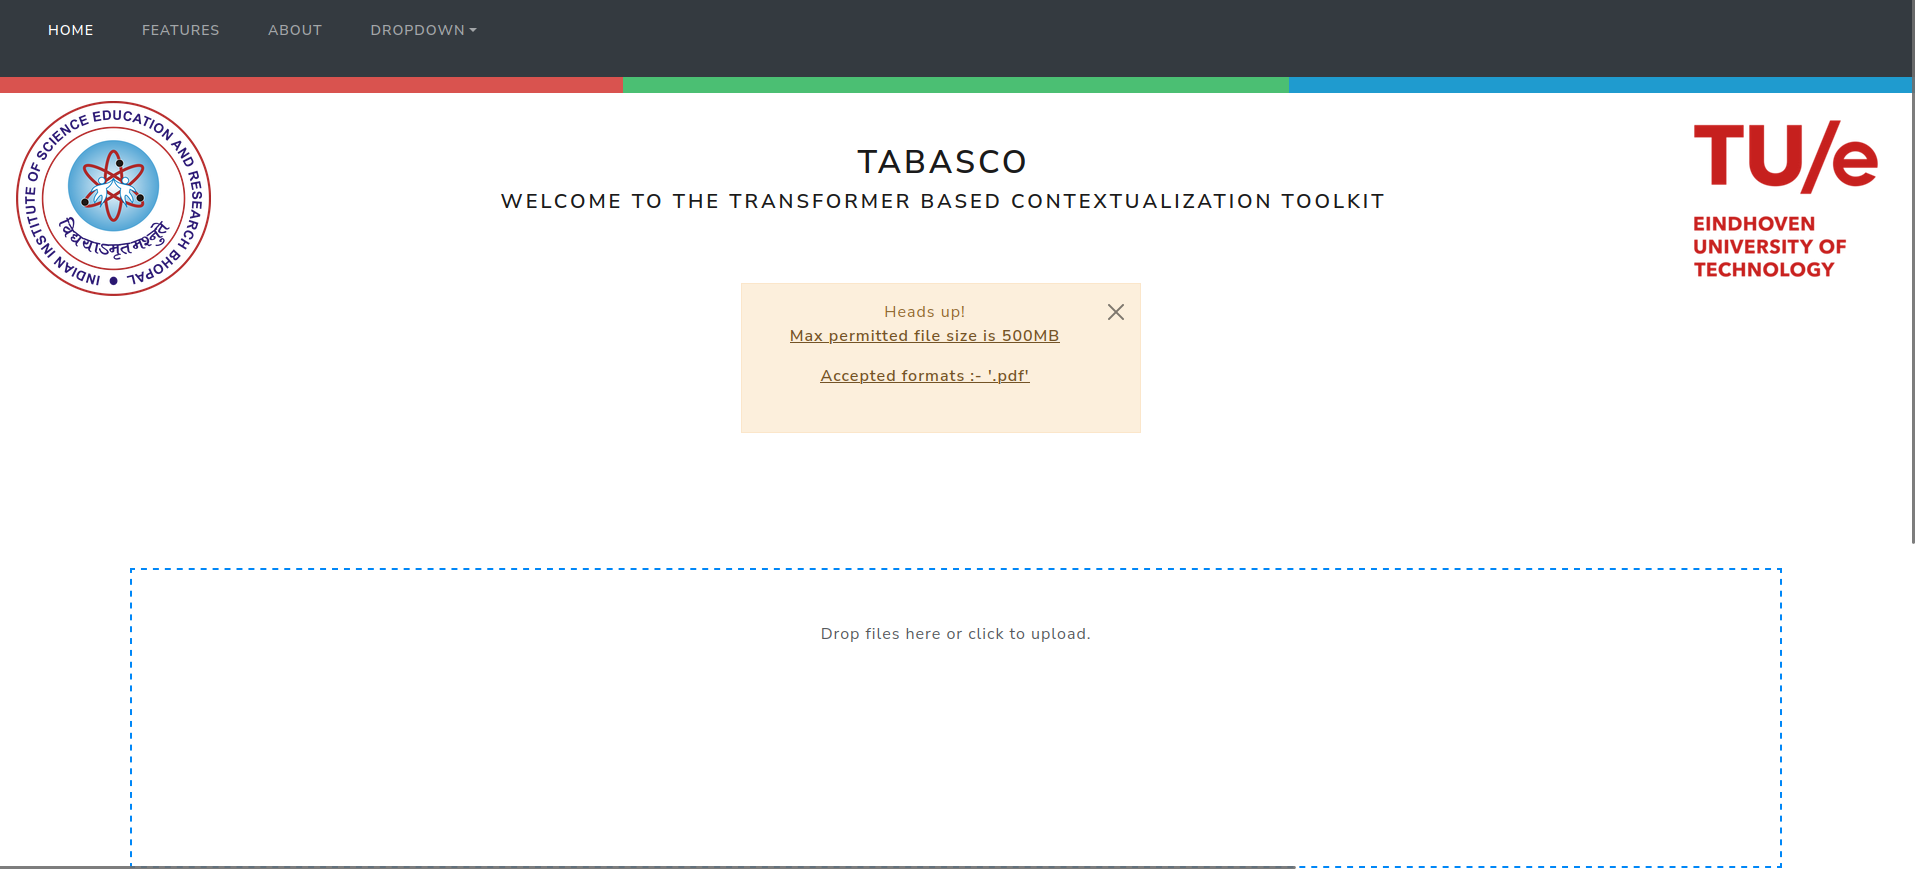 HOME FEATURES ABOUT DROPDOWN
INDIAN INSTITUTE OF SCIENCE EDUCATION AND RESEARCH BHOPAL
विद्ययाऽमृतमश्नुते
TU/e
EINDHOVEN
UNIVERSITY OF
TECHNOLOGY
TABASCO
WELCOME TO THE TRANSFORMER BASED CONTEXTUALIZATION TOOLKIT
Heads up!
Max permitted file size is 500MB
Accepted formats :- '.pdf'
Drop files here or click to upload.